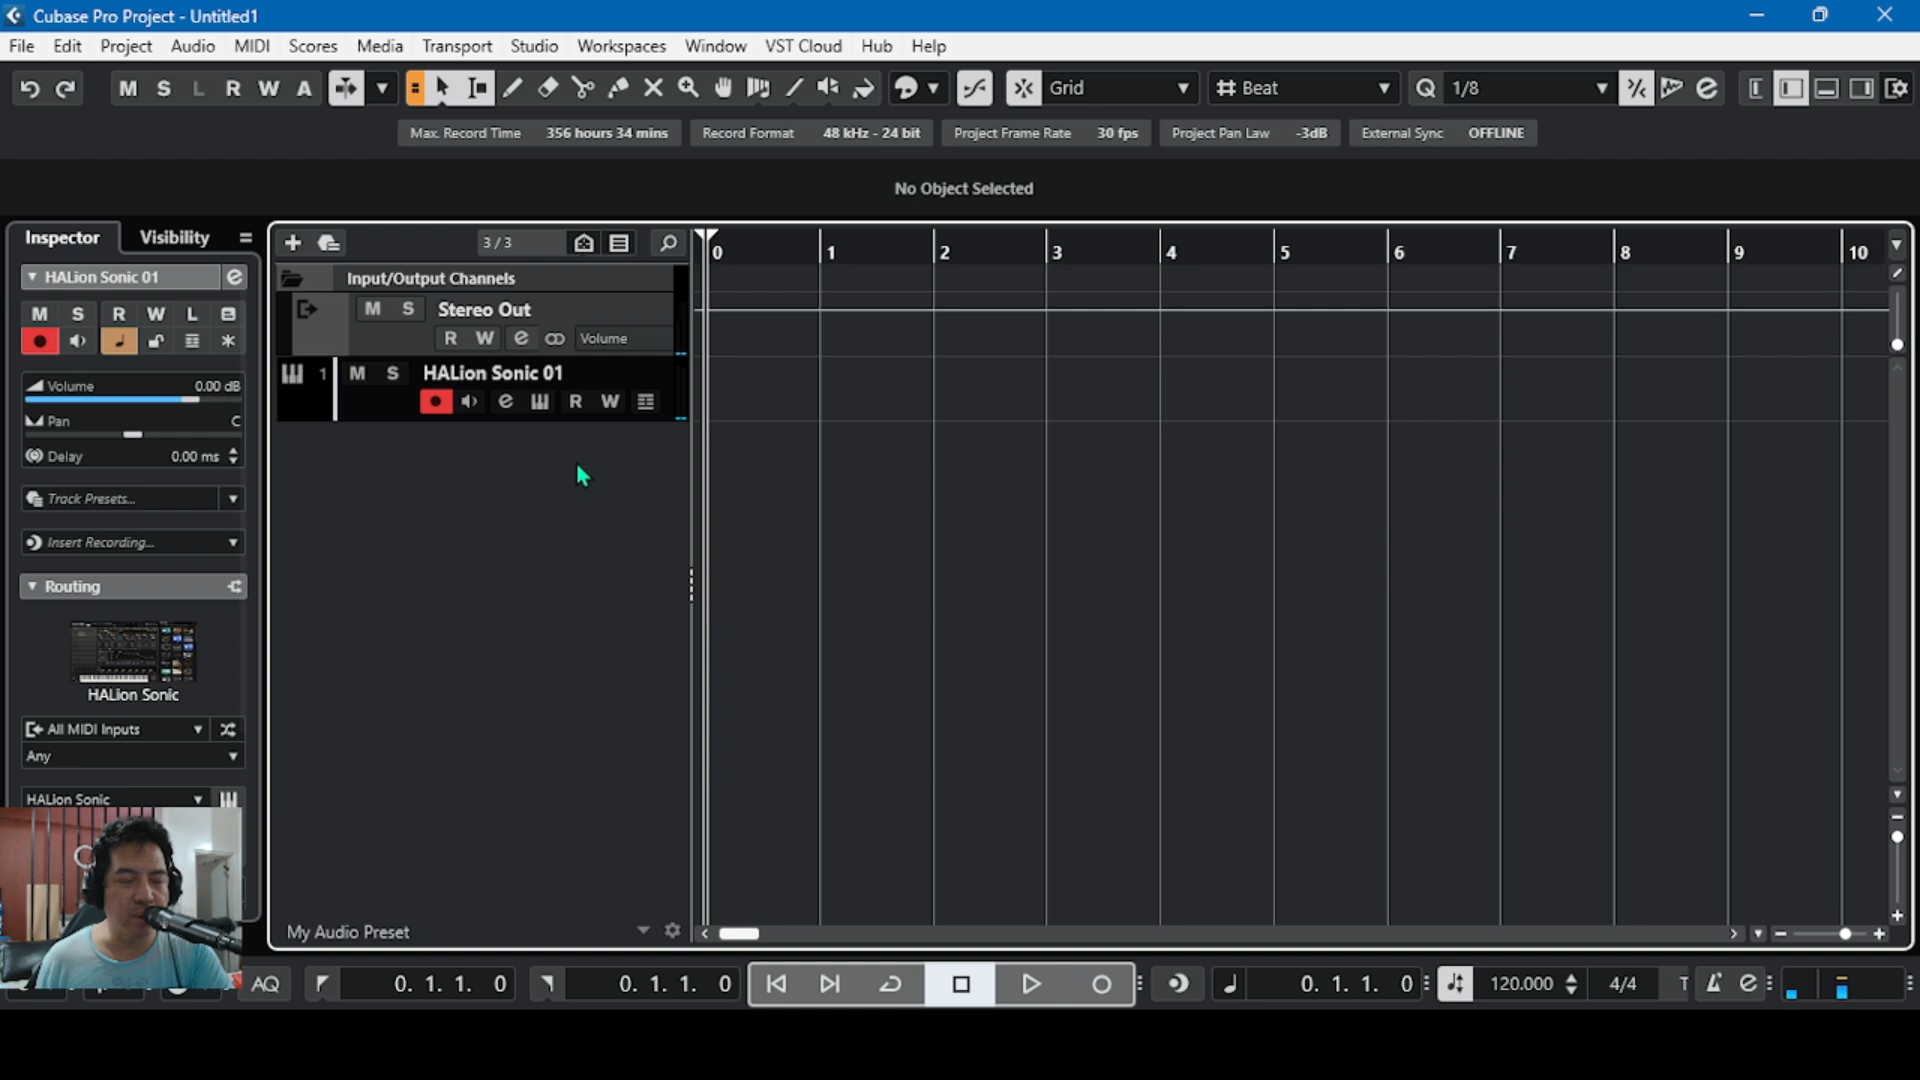 Cubase Pro Project - Untitled1
File Edit Project Audio MIDI Scores Media Transport Studio Workspaces Window VST Cloud Hub Help
M S L R W A Grid Beat Q 1/8
Max. Record Time 356 hours 34 mins Record Format 48 kHz - 24 bit Project Frame Rate 30 fps Project Pan Law -3dB External Sync OFFLINE
No Object Selected
Inspector Visibility
3 / 3
0 1 2 3 4 5 6 7 8 9 10
HALion Sonic 01 e
Input/Output Channels
M S R W L
M S Stereo Out
R W e Volume
1 M S HALion Sonic 01
e R W
Volume 0.00 dB
Pan C
Delay 0.00 ms
Track Presets...
Insert Recording...
Routing
HALion Sonic
All MIDI Inputs
Any
HALion Sonic
My Audio Preset
AQ 0. 1. 1. 0 0. 1. 1. 0 0. 1. 1. 0 120.000 4/4 T e